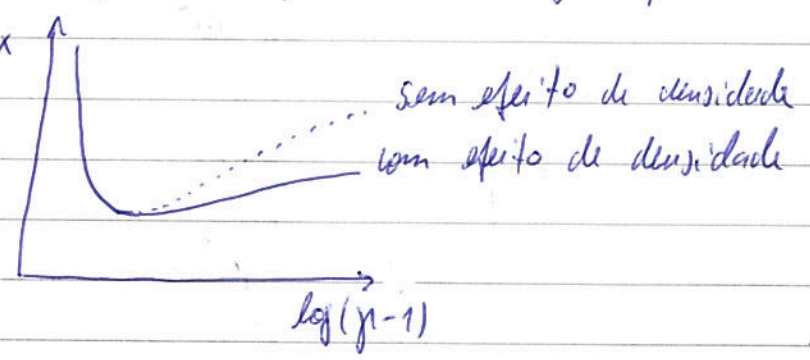 x
sem efeito de densidade
com efeito de densidade
log(γ-1)